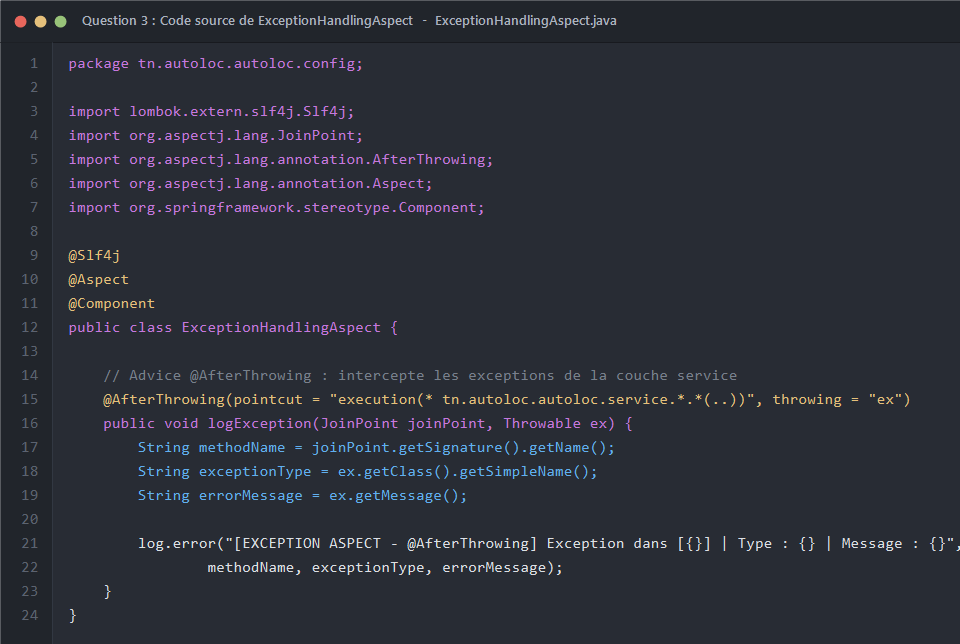 Question 3 : Code source de ExceptionHandlingAspect - ExceptionHandlingAspect.java
1 package tn.autoloc.autoloc.config;
2
3 import lombok.extern.slf4j.Slf4j;
4 import org.aspectj.lang.JoinPoint;
5 import org.aspectj.lang.annotation.AfterThrowing;
6 import org.aspectj.lang.annotation.Aspect;
7 import org.springframework.stereotype.Component;
8
9 @Slf4j
10 @Aspect
11 @Component
12 public class ExceptionHandlingAspect {
13
14     // Advice @AfterThrowing : intercepte les exceptions de la couche service
15     @AfterThrowing(pointcut = "execution(* tn.autoloc.autoloc.service.*.*(..))", throwing = "ex")
16     public void logException(JoinPoint joinPoint, Throwable ex) {
17         String methodName = joinPoint.getSignature().getName();
18         String exceptionType = ex.getClass().getSimpleName();
19         String errorMessage = ex.getMessage();
20
21         log.error("[EXCEPTION ASPECT - @AfterThrowing] Exception dans [{}] | Type : {} | Message : {}",
22                 methodName, exceptionType, errorMessage);
23     }
24 }